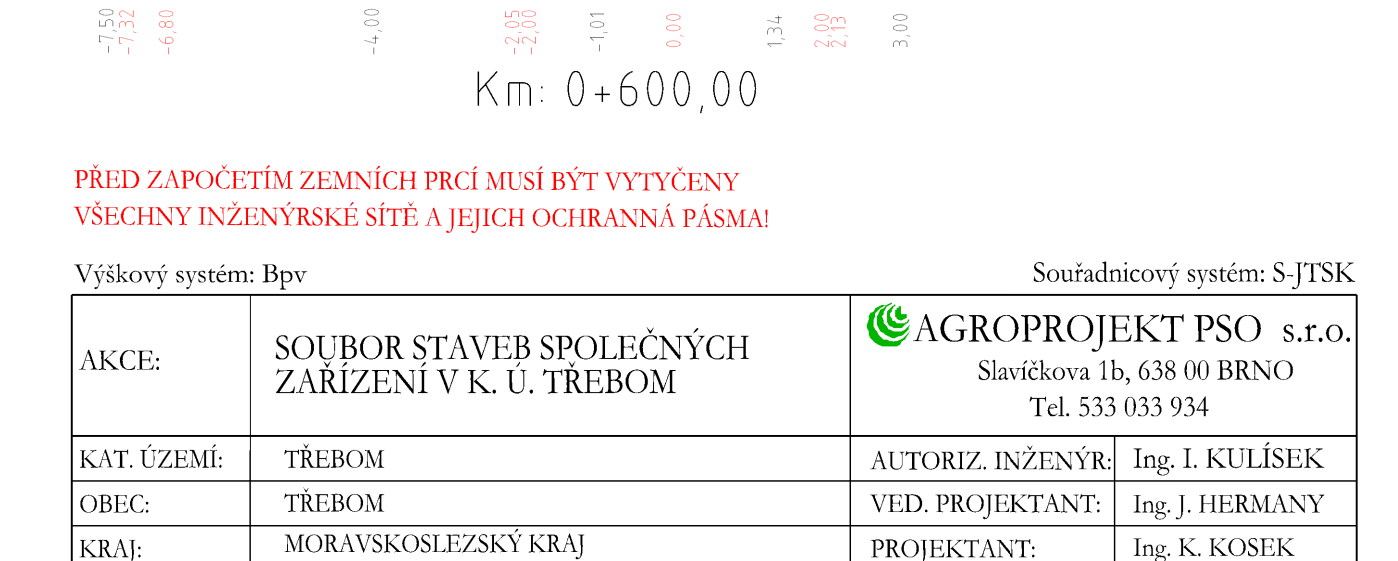 -7,50 -7,32 -6,80 -4,00 -2,05 -2,00 -1,01 0,00 1,34 2,00 2,13 3,00
Km: 0+600,00
PŘED ZAPOČETÍM ZEMNÍCH PRCÍ MUSÍ BÝT VYTYČENY
VŠECHNY INŽENÝRSKÉ SÍTĚ A JEJICH OCHRANNÁ PÁSMA!
Výškový systém: Bpv
Souřadnicový systém: S-JTSK
AKCE:
SOUBOR STAVEB SPOLEČNÝCH
ZAŘÍZENÍ V K. Ú. TŘEBOM
AGROPROJEKT PSO s.r.o.
Slavíčkova 1b, 638 00 BRNO
Tel. 533 033 934
KAT. ÚZEMÍ: TŘEBOM
AUTORIZ. INŽENÝR: Ing. I. KULÍSEK
OBEC: TŘEBOM
VED. PROJEKTANT: Ing. J. HERMANY
KRAJ: MORAVSKOSLEZSKÝ KRAJ
PROJEKTANT: Ing. K. KOSEK